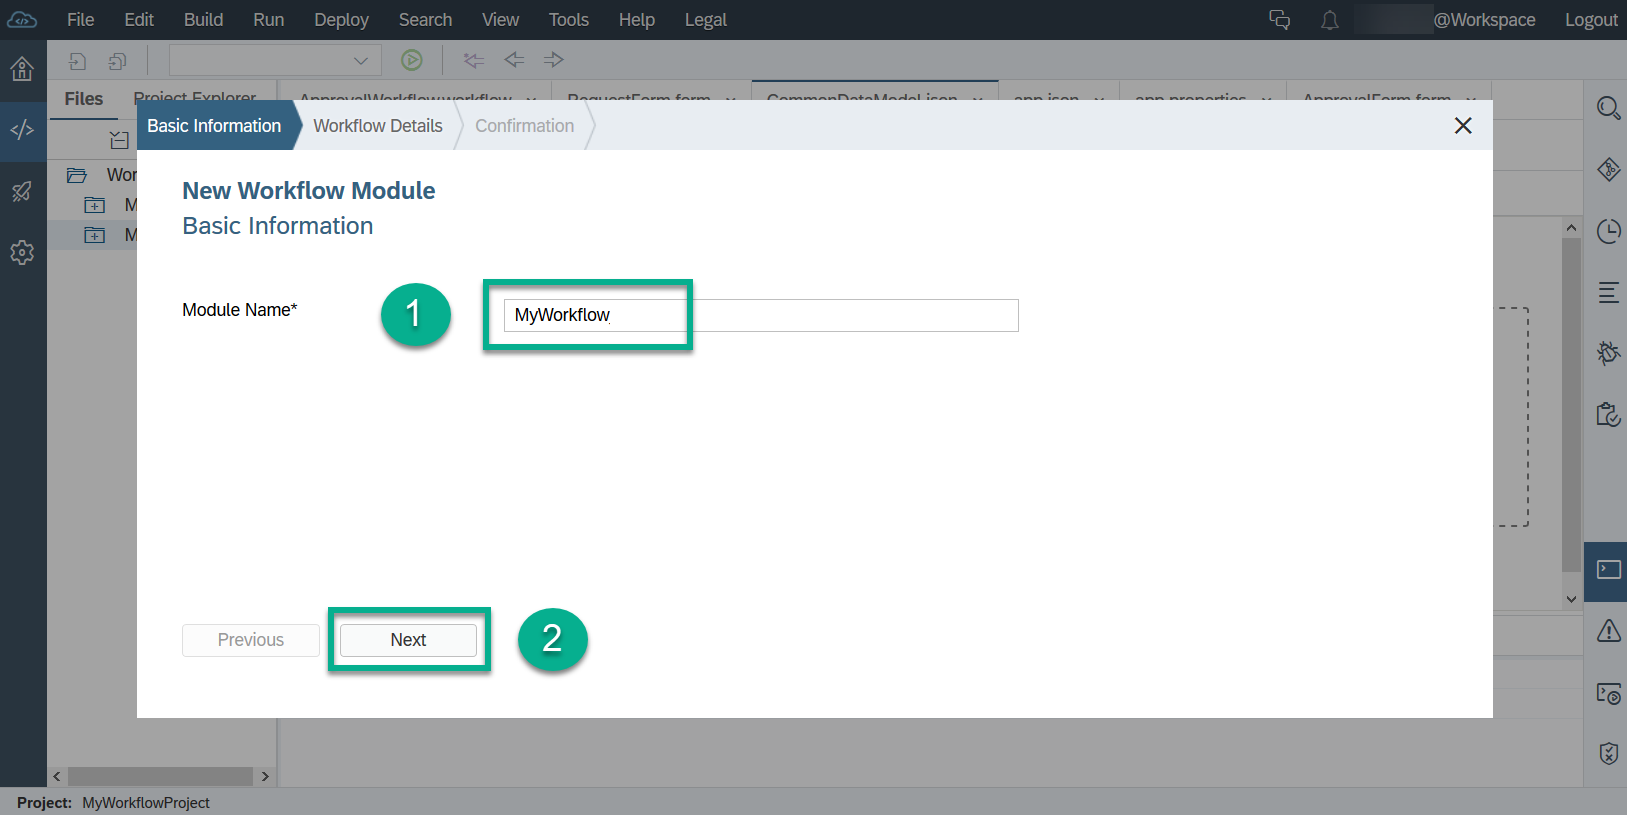 File Edit Build Run Deploy Search View Tools Help Legal @Workspace Logout
Files Project Explorer ApprovalWorkflow.workflow RequestForm.form CommonDataModel.json app.json app.properties ApprovalForm.form
Basic Information Workflow Details Confirmation
Wor
M
M
New Workflow Module
Basic Information
Module Name* 1 MyWorkflow
Previous Next 2
Project: MyWorkflowProject